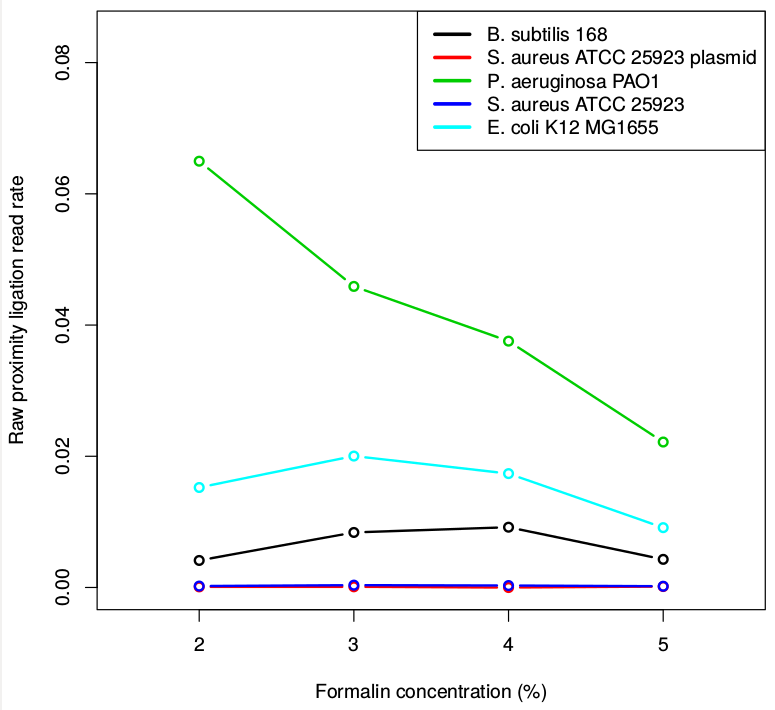 B. subtilis 168
S. aureus ATCC 25923 plasmid
P. aeruginosa PAO1
S. aureus ATCC 25923
E. coli K12 MG1655
Raw proximity ligation read rate
0.08
0.06
0.04
0.02
0.00
2 3 4 5
Formalin concentration (%)